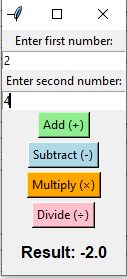 Enter first number:
2
Enter second number:
4
Add (+)
Subtract (-)
Multiply (×)
Divide (÷)
Result: -2.0